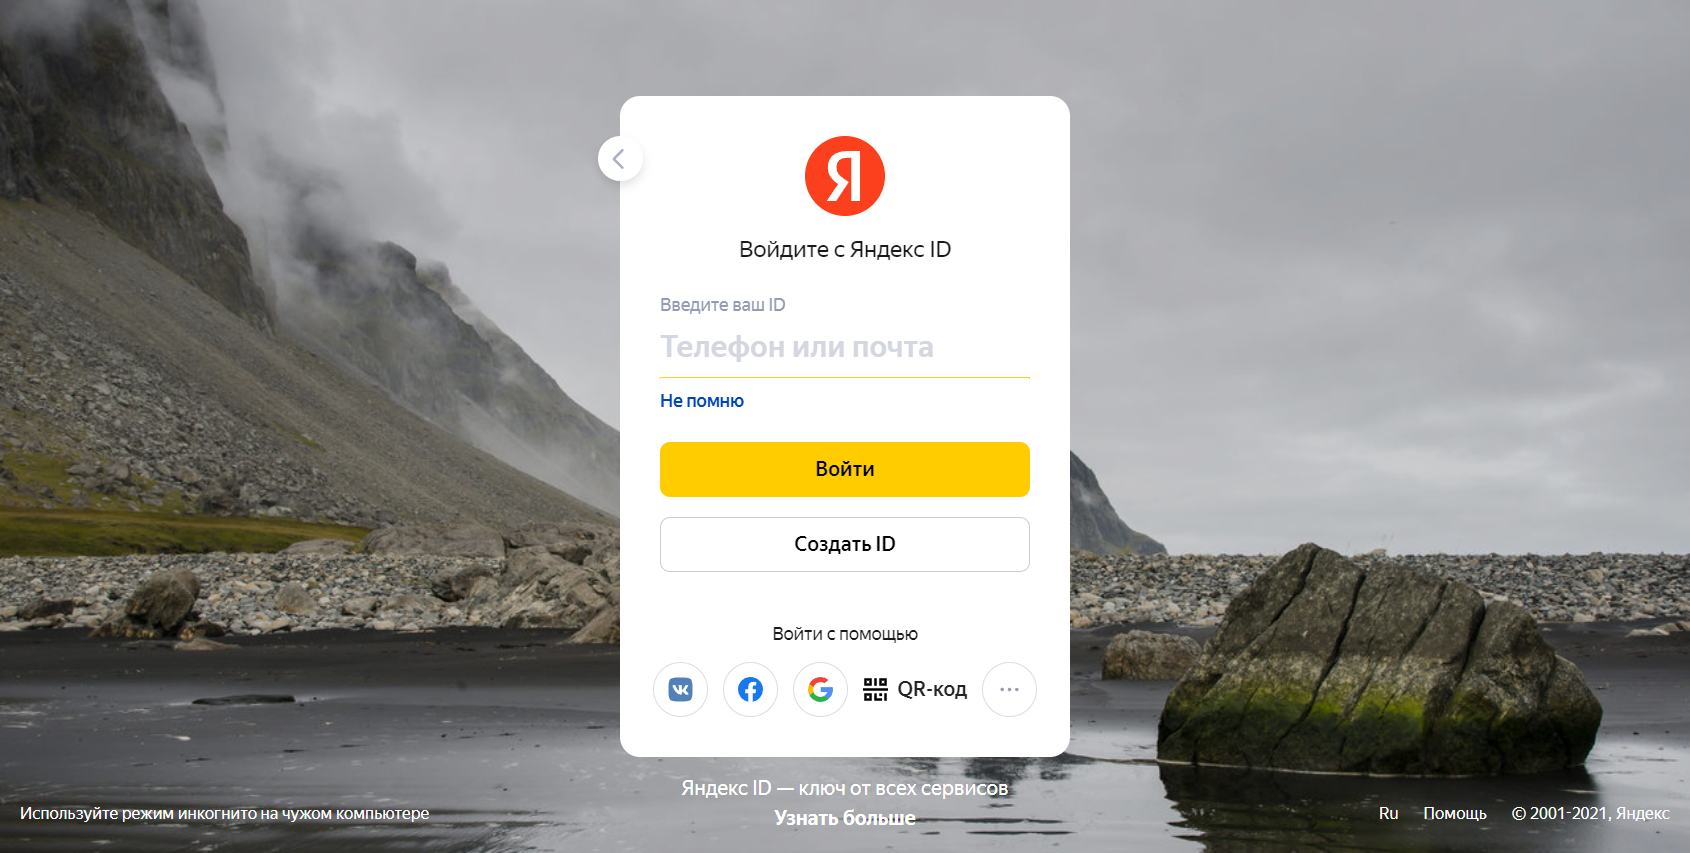 Я
Войдите с Яндекс ID
Введите ваш ID
Телефон или почта
Не помню
Войти
Создать ID
Войти с помощью
QR-код
Яндекс ID — ключ от всех сервисов
Узнать больше
Используйте режим инкогнито на чужом компьютере
Ru Помощь © 2001-2021, Яндекс